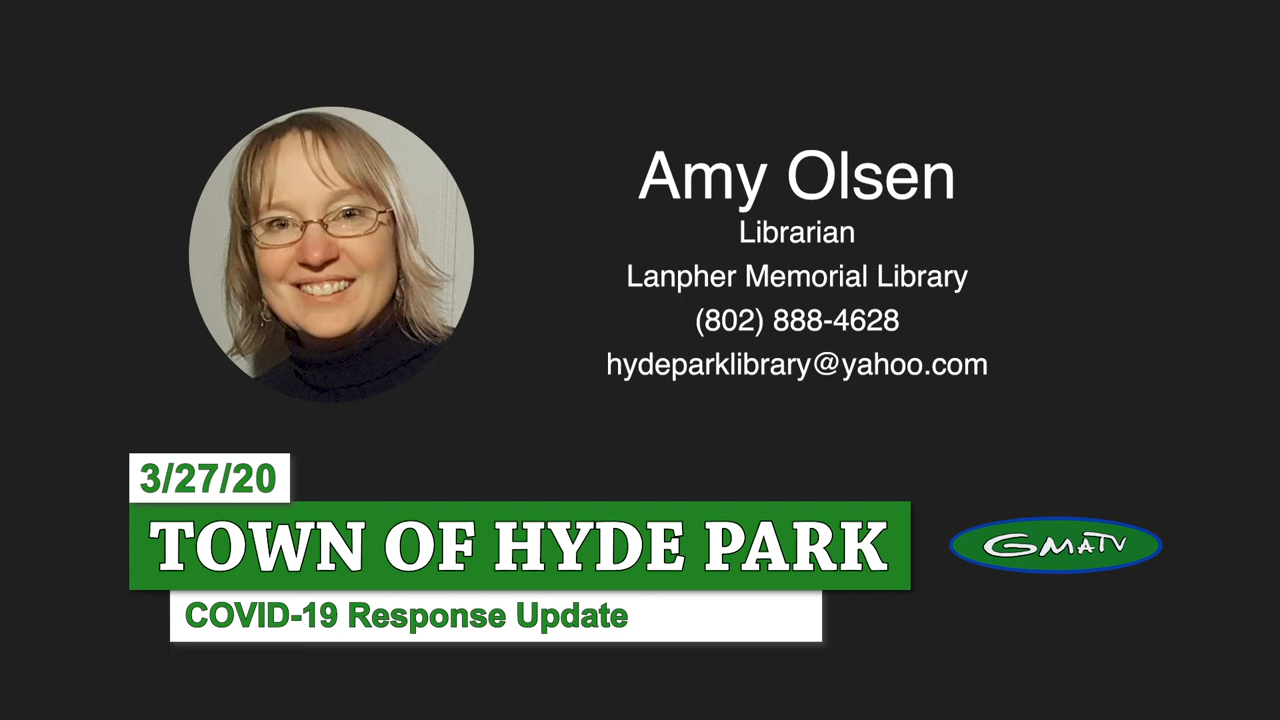 Amy Olsen
Librarian
Lanpher Memorial Library
(802) 888-4628
hydeparklibrary@yahoo.com
3/27/20
TOWN OF HYDE PARK
GMATV
COVID-19 Response Update